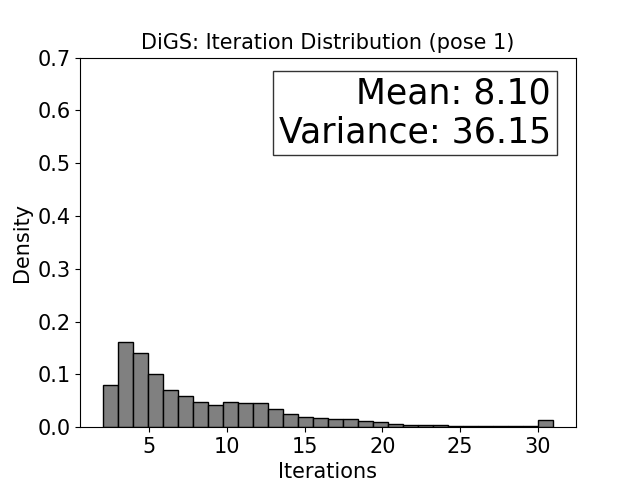 DiGS: Iteration Distribution (pose 1)
Mean: 8.10
Variance: 36.15
Density
0.7
0.6
0.5
0.4
0.3
0.2
0.1
0.0
5 10 15 20 25 30
Iterations